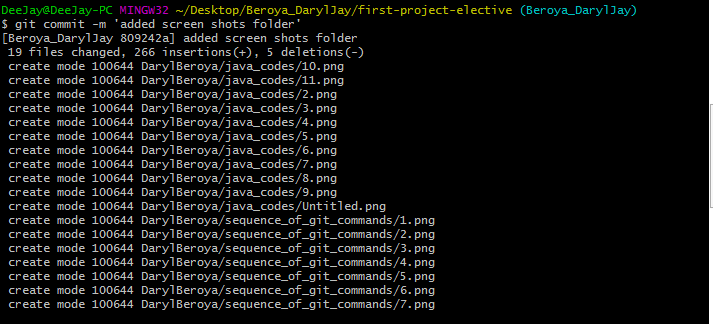 DeeJay@DeeJay-PC MINGW32 ~/Desktop/Beroya_DarylJay/first-project-elective (Beroya_DarylJay)
$ git commit -m 'added screen shots folder'
[Beroya_DarylJay 809242a] added screen shots folder
 19 files changed, 266 insertions(+), 5 deletions(-)
 create mode 100644 DarylBeroya/java_codes/10.png
 create mode 100644 DarylBeroya/java_codes/11.png
 create mode 100644 DarylBeroya/java_codes/2.png
 create mode 100644 DarylBeroya/java_codes/3.png
 create mode 100644 DarylBeroya/java_codes/4.png
 create mode 100644 DarylBeroya/java_codes/5.png
 create mode 100644 DarylBeroya/java_codes/6.png
 create mode 100644 DarylBeroya/java_codes/7.png
 create mode 100644 DarylBeroya/java_codes/8.png
 create mode 100644 DarylBeroya/java_codes/9.png
 create mode 100644 DarylBeroya/java_codes/Untitled.png
 create mode 100644 DarylBeroya/sequence_of_git_commands/1.png
 create mode 100644 DarylBeroya/sequence_of_git_commands/2.png
 create mode 100644 DarylBeroya/sequence_of_git_commands/3.png
 create mode 100644 DarylBeroya/sequence_of_git_commands/4.png
 create mode 100644 DarylBeroya/sequence_of_git_commands/5.png
 create mode 100644 DarylBeroya/sequence_of_git_commands/6.png
 create mode 100644 DarylBeroya/sequence_of_git_commands/7.png